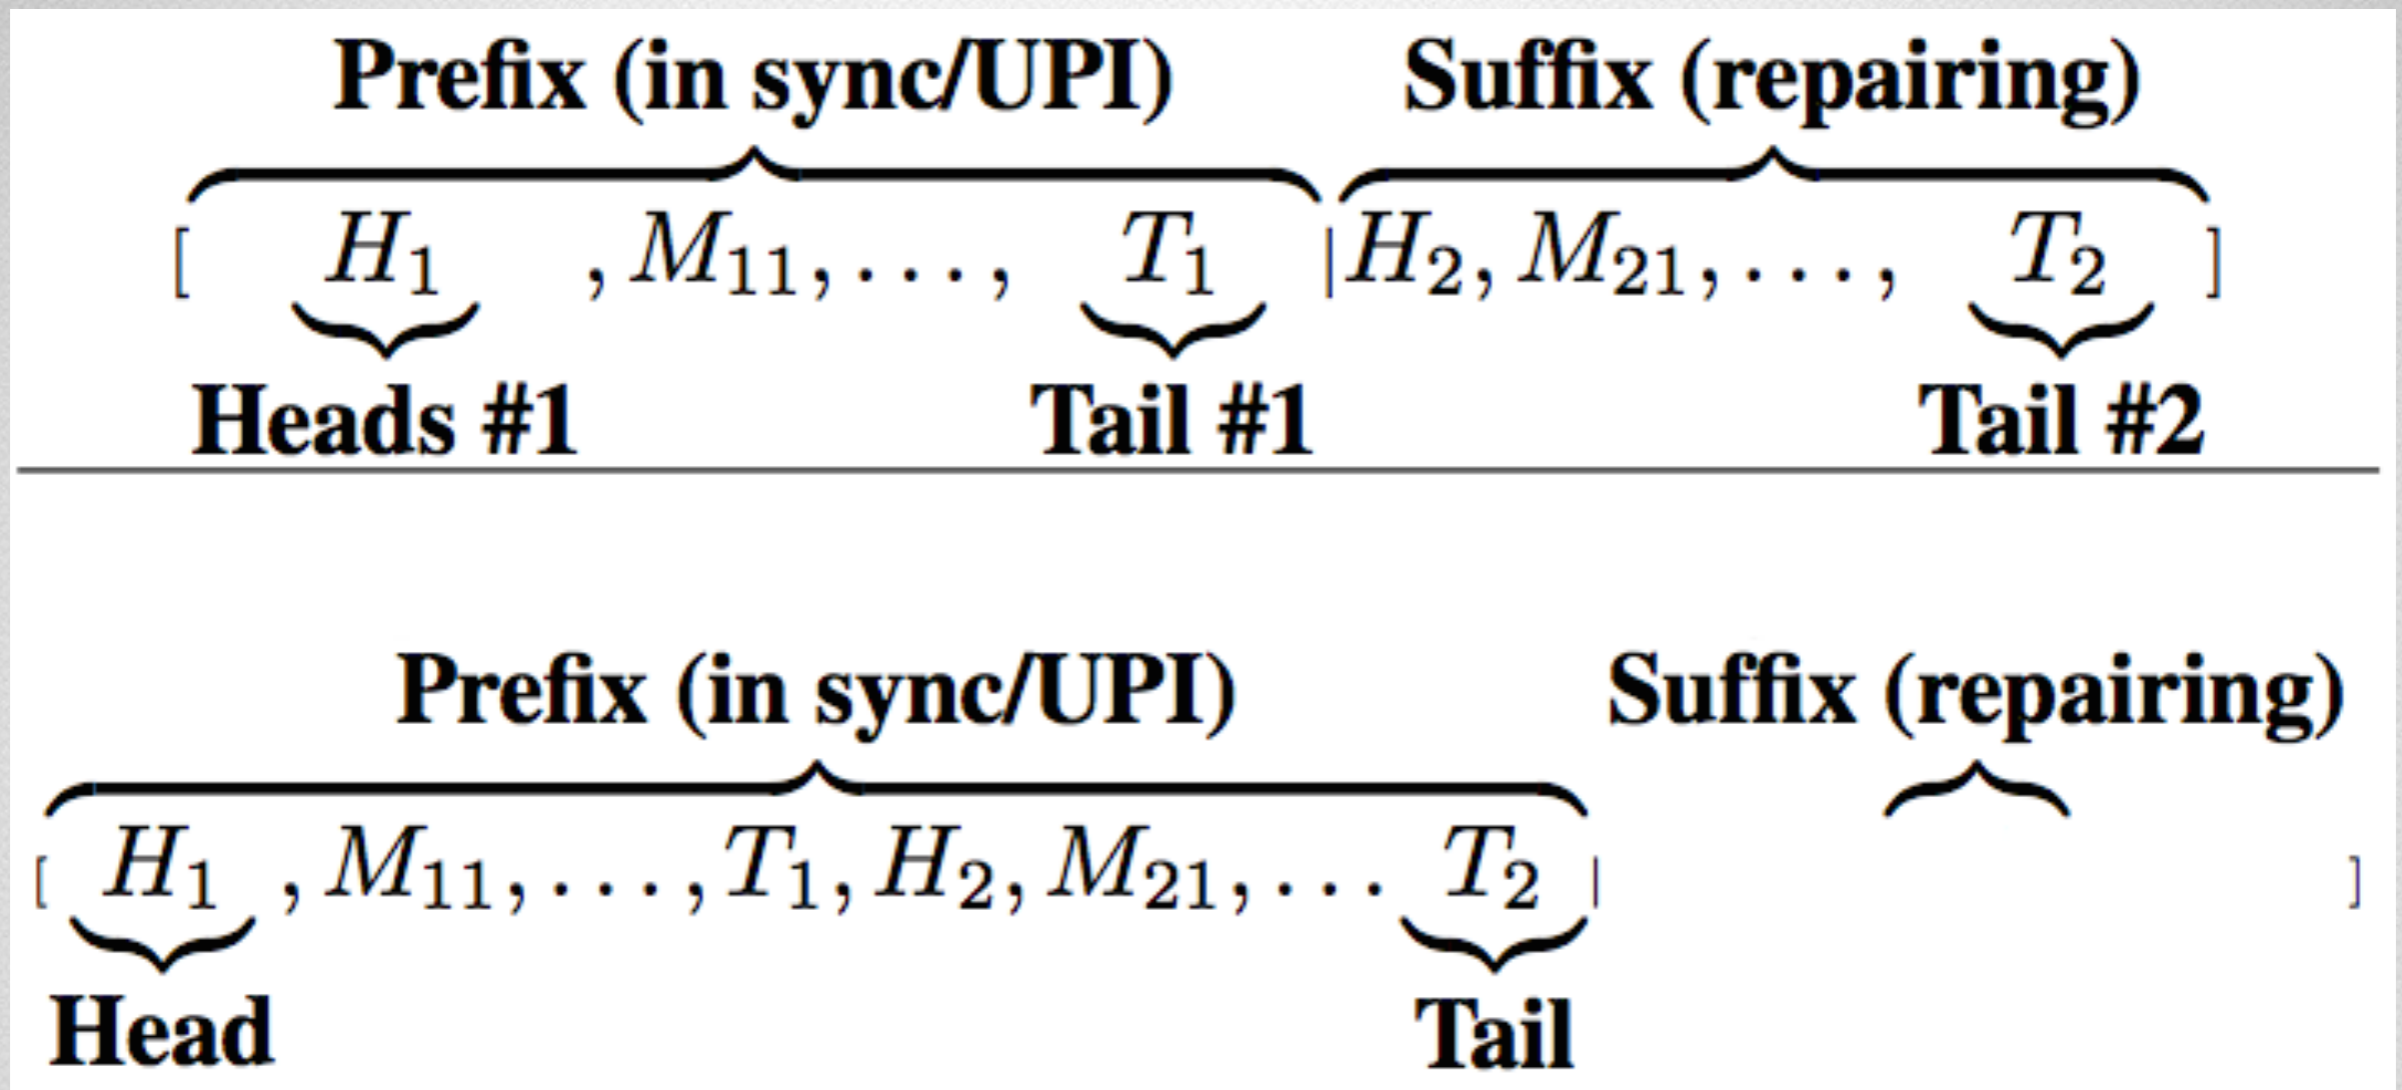 Prefix (in sync/UPI) Suffix (repairing)
[ H₁ , M₁₁, . . . , T₁ |H₂, M₂₁, . . . , T₂ ]
Heads #1 Tail #1 Tail #2
Prefix (in sync/UPI) Suffix (repairing)
[ H₁ , M₁₁, . . . , T₁, H₂, M₂₁, . . . T₂ | ]
Head Tail